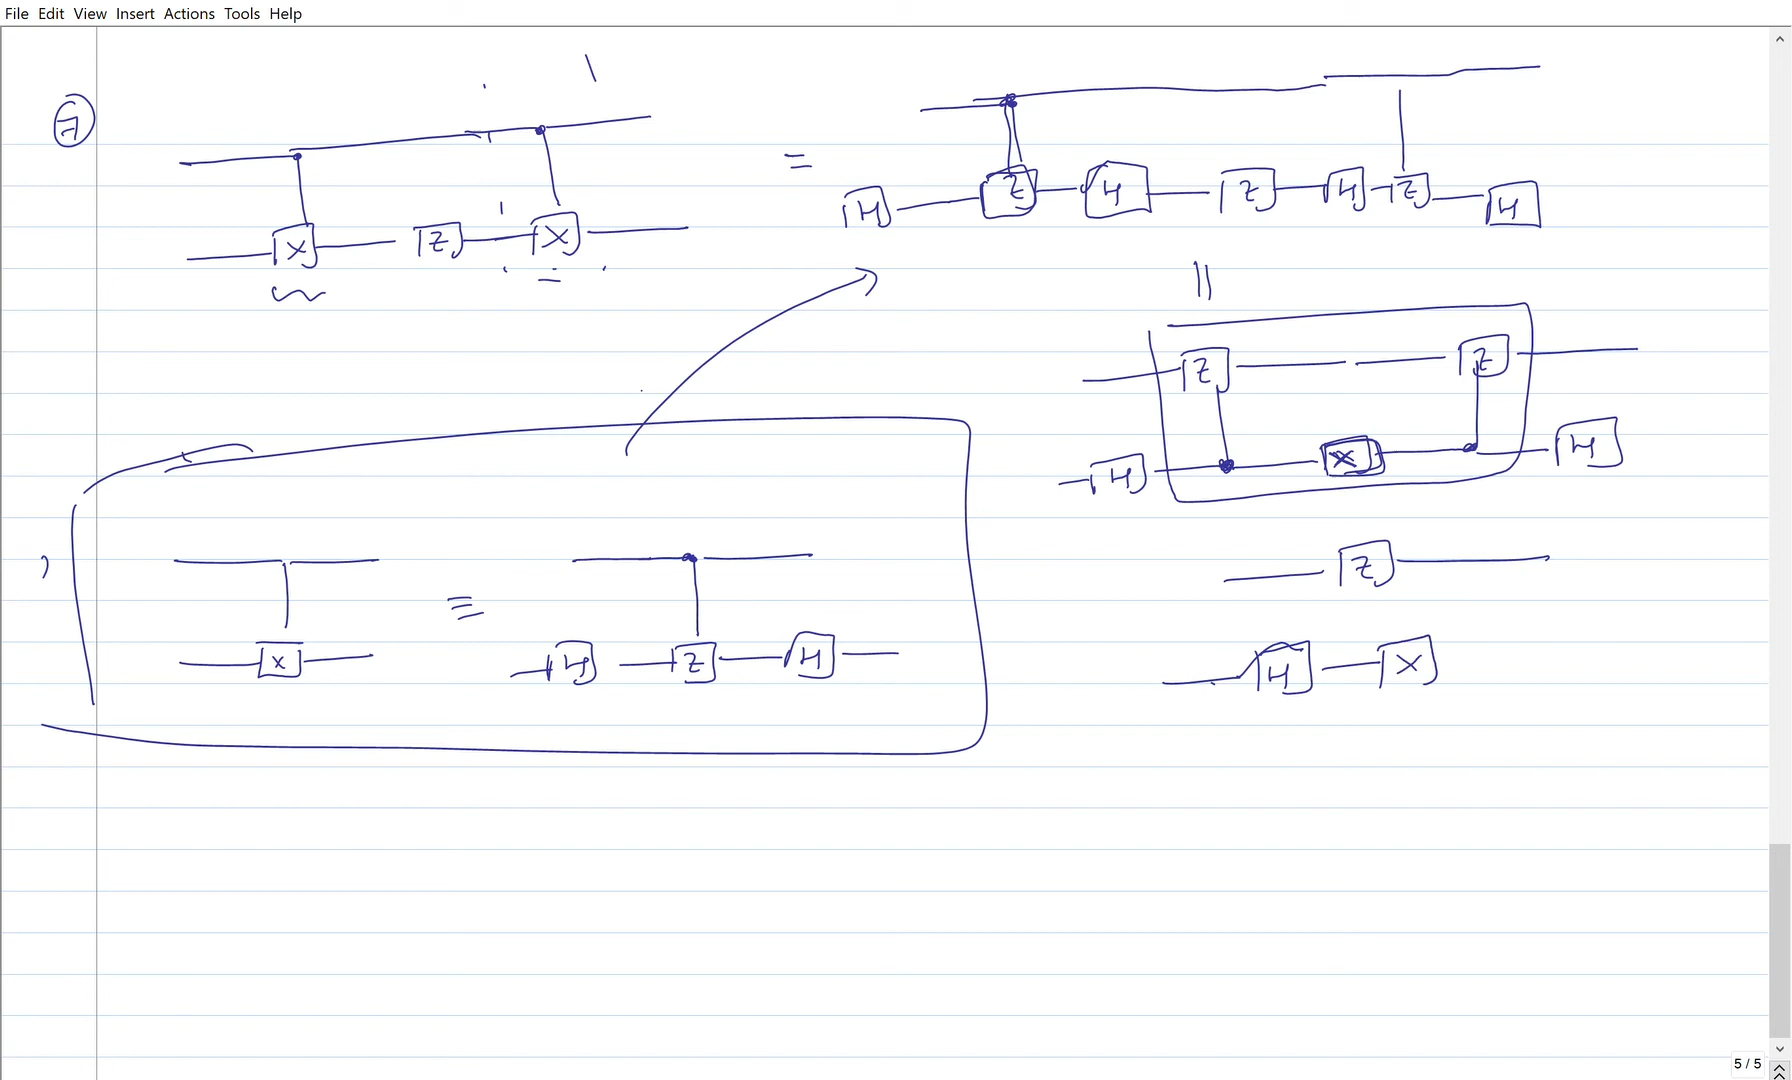 File Edit View Insert Actions Tools Help
7
X Z X
=
H Z H Z H Z H
||
Z Z
H X H
X
≡
H Z H
Z
H X
5 / 5